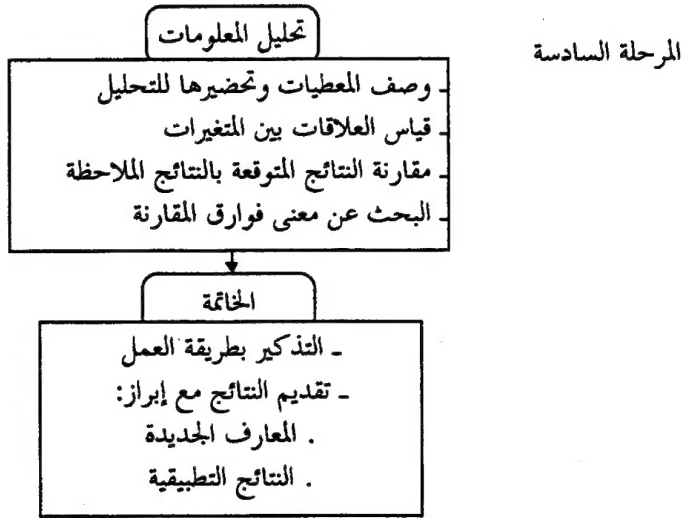 المرحلة السادسة
تحليل المعلومات
ـ وصف المعطيات وتحضيرها للتحليل
ـ قياس العلاقات بين المتغيرات
ـ مقارنة النتائج المتوقعة بالنتائج الملاحظة
ـ البحث عن معنى فوارق المقارنة
الخاتمة
ـ التذكير بطريقة العمل
ـ تقديم النتائج مع إبراز:
. المعارف الجديدة
. النتائج التطبيقية